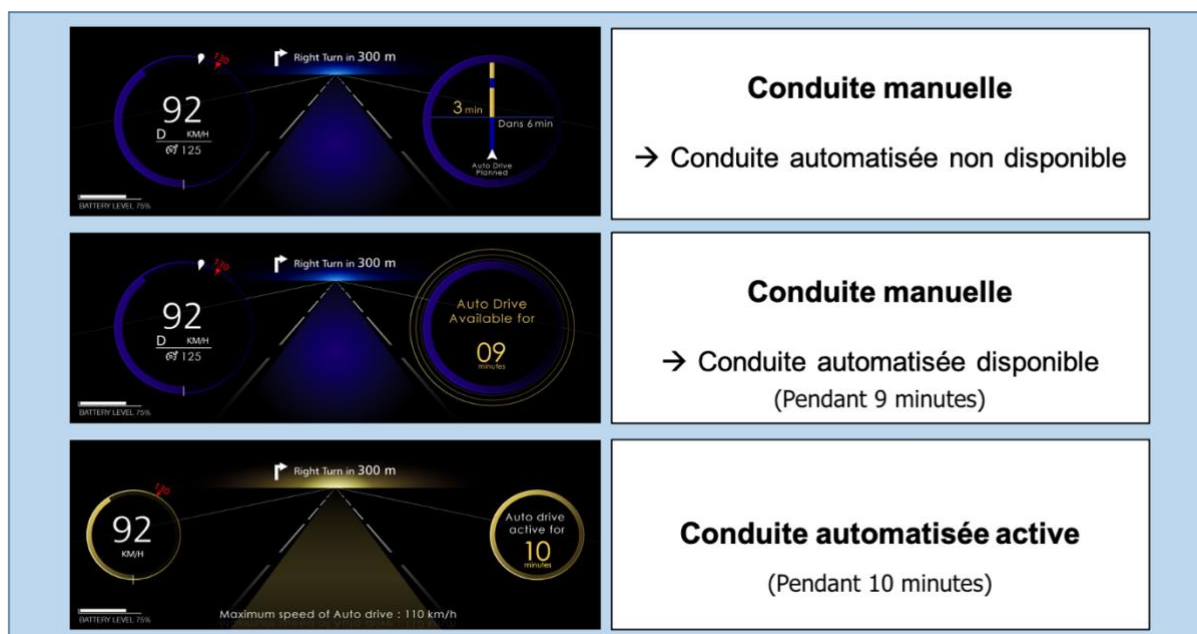 Right Turn in 300 m
130
92
D KM/H
125
BATTERY LEVEL 75%
3 min
Dans 6 min
Auto Drive
Planned
Conduite manuelle
→ Conduite automatisée non disponible
Right Turn in 300 m
130
92
D KM/H
125
BATTERY LEVEL 75%
Auto Drive
Available for
09
minutes
Conduite manuelle
→ Conduite automatisée disponible
(Pendant 9 minutes)
Right Turn in 300 m
130
92
KM/H
BATTERY LEVEL 75%
Auto drive
active for
10
minutes
Maximum speed of Auto drive : 110 km/h
Conduite automatisée active
(Pendant 10 minutes)